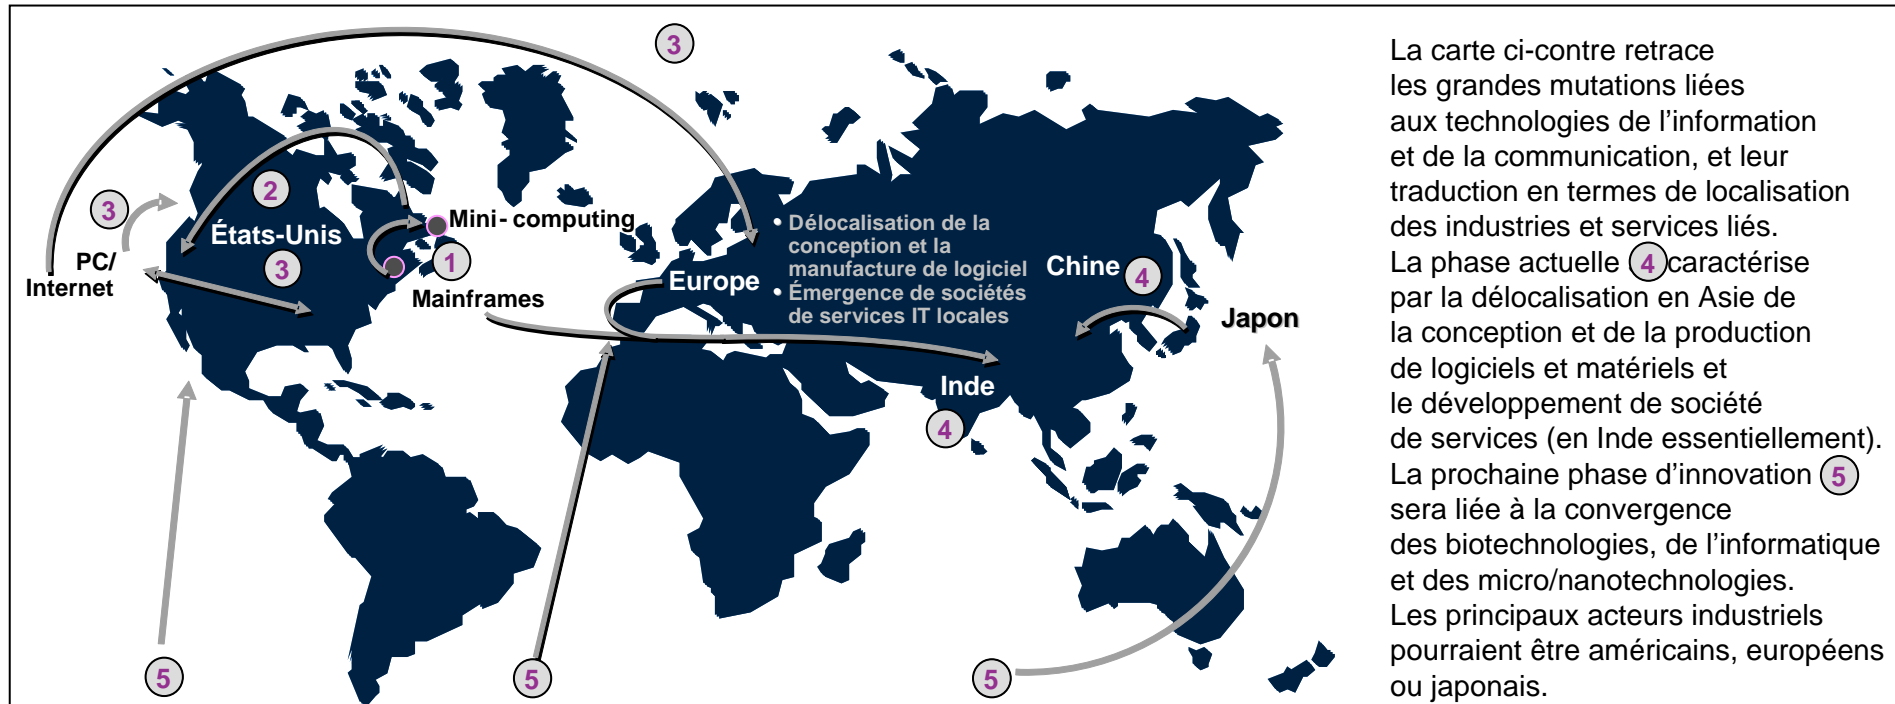 3
3
2
États-Unis
3
PC/
Internet
Mini - computing
1
Mainframes
Europe
• Délocalisation de la
conception et la
manufacture de logiciel
• Émergence de sociétés
de services IT locales
Chine
4
Japon
Inde
4
5
5
5
La carte ci-contre retrace
les grandes mutations liées
aux technologies de l’information
et de la communication, et leur
traduction en termes de localisation
des industries et services liés.
La phase actuelle 4 caractérise
par la délocalisation en Asie de
la conception et de la production
de logiciels et matériels et
le développement de société
de services (en Inde essentiellement).
La prochaine phase d’innovation 5
sera liée à la convergence
des biotechnologies, de l’informatique
et des micro/nanotechnologies.
Les principaux acteurs industriels
pourraient être américains, européens
ou japonais.